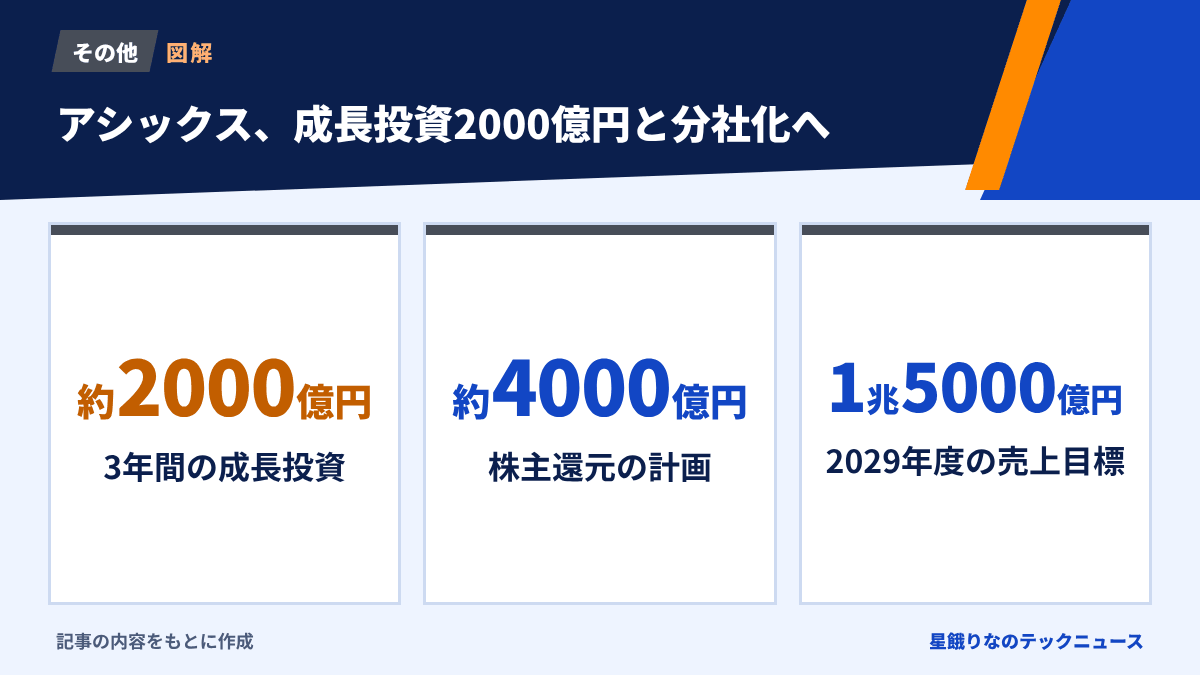 その他 図解
アシックス、成長投資2000億円と分社化へ
約2000億円
3年間の成長投資
約4000億円
株主還元の計画
1兆5000億円
2029年度の売上目標
記事の内容をもとに作成
星餓りなのテックニュース